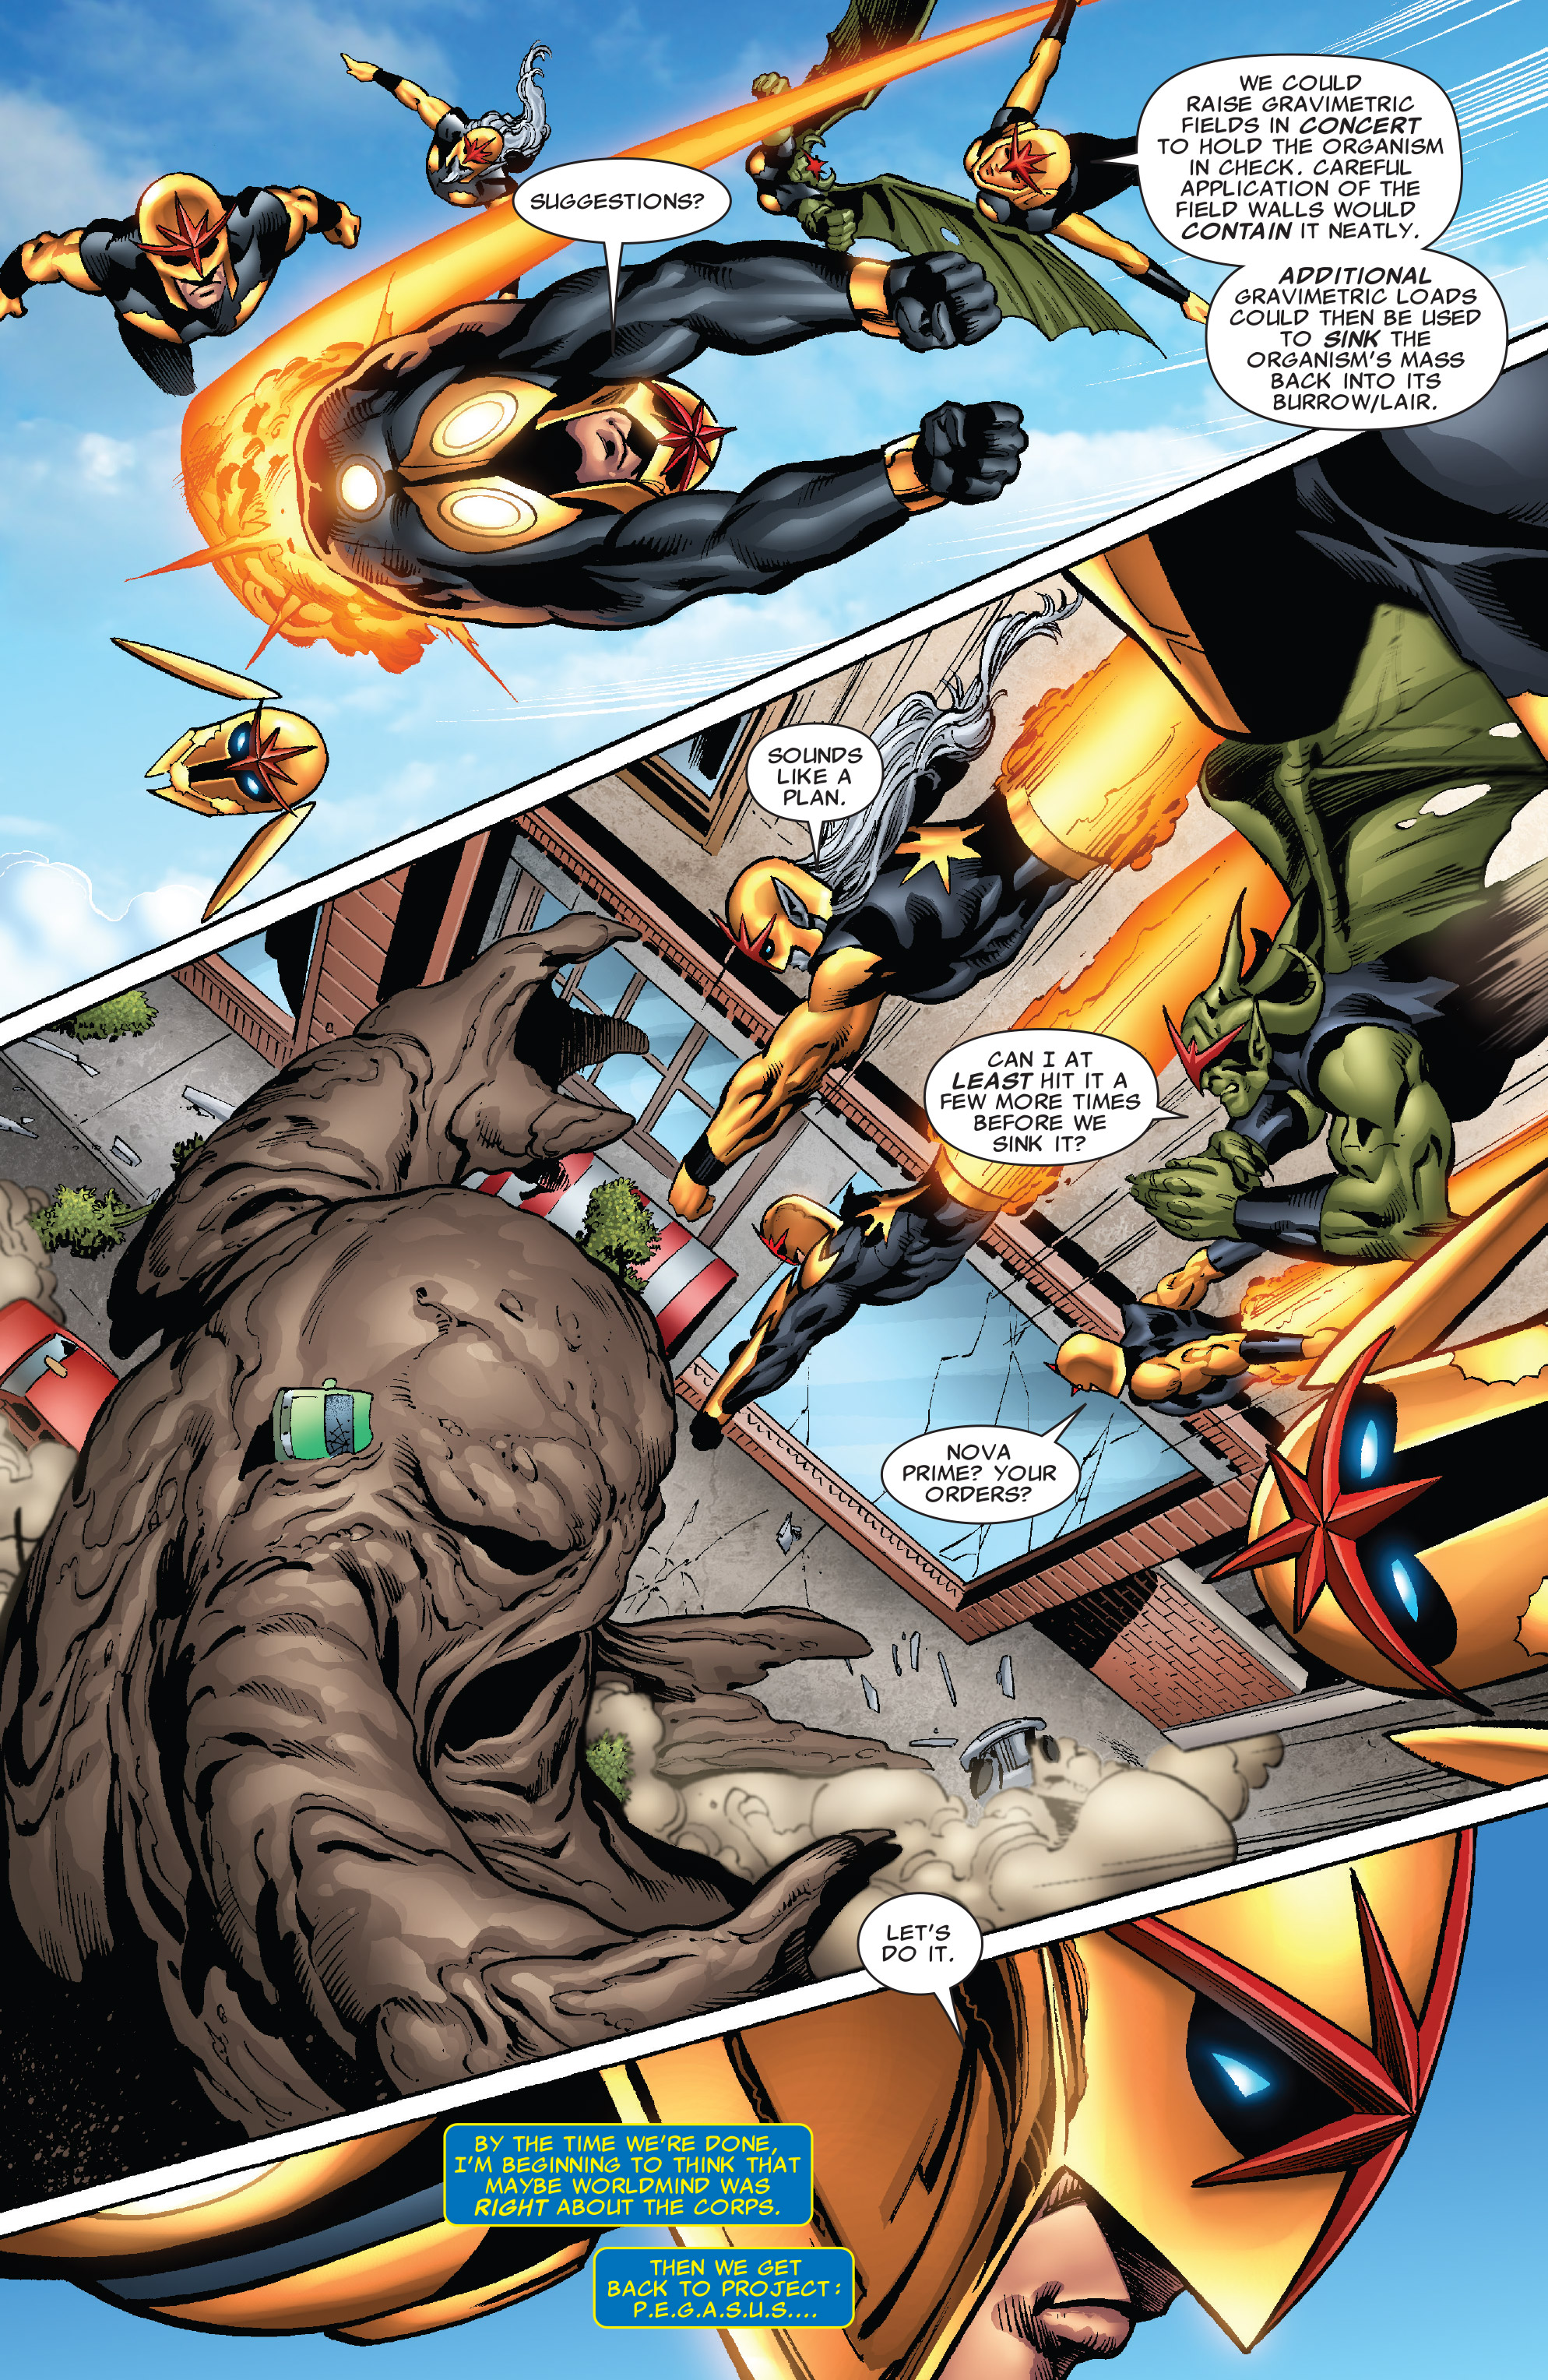 SUGGESTIONS?
WE COULD
RAISE GRAVIMETRIC
FIELDS IN CONCERT
TO HOLD THE ORGANISM
IN CHECK. CAREFUL
APPLICATION OF THE
FIELD WALLS WOULD
CONTAIN IT NEATLY.
ADDITIONAL
GRAVIMETRIC LOADS
COULD THEN BE USED
TO SINK THE
ORGANISM'S MASS
BACK INTO ITS
BURROW/LAIR.
SOUNDS
LIKE A
PLAN.
CAN I AT
LEAST HIT IT A
FEW MORE TIMES
BEFORE WE
SINK IT?
NOVA
PRIME? YOUR
ORDERS?
LET'S
DO IT.
BY THE TIME WE'RE DONE,
I'M BEGINNING TO THINK THAT
MAYBE WORLDMIND WAS
RIGHT ABOUT THE CORPS.
THEN WE GET
BACK TO PROJECT:
P.E.G.A.S.U.S....